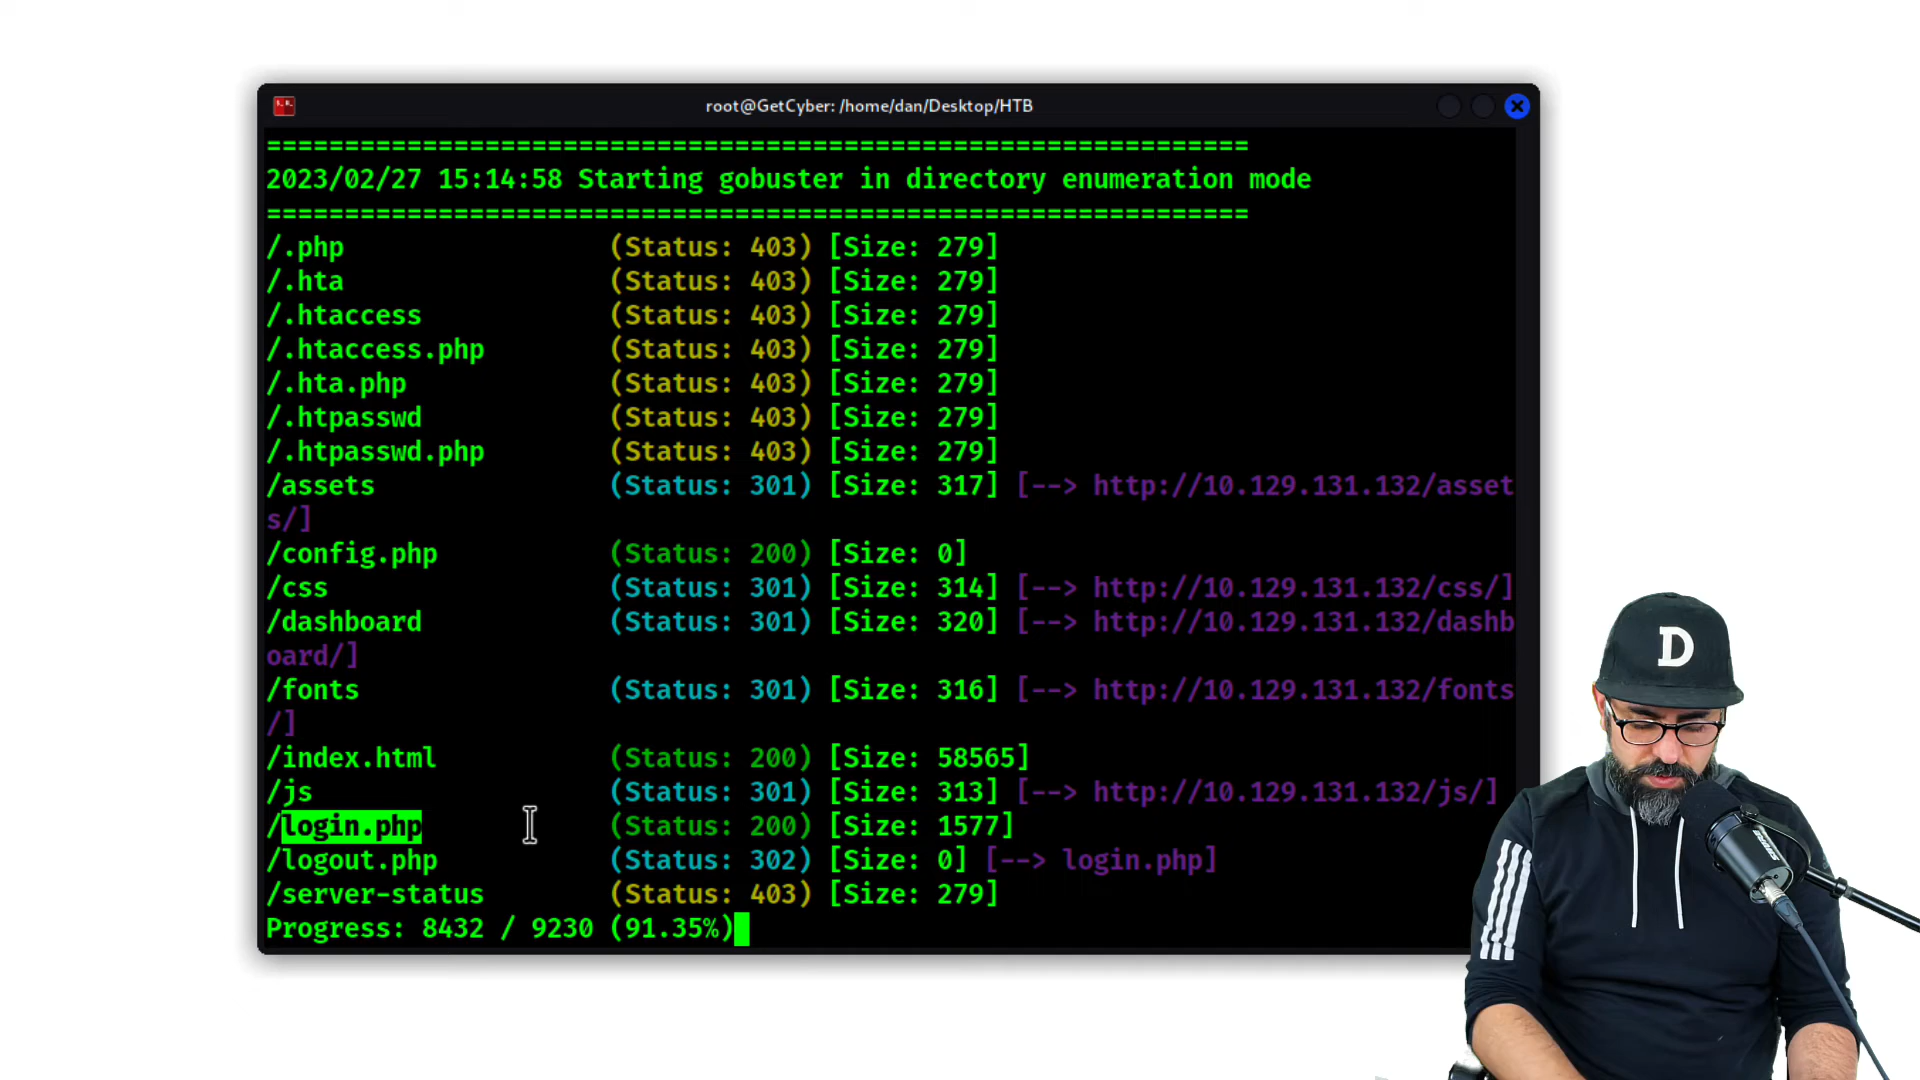 root@GetCyber: /home/dan/Desktop/HTB
===============================================================
2023/02/27 15:14:58 Starting gobuster in directory enumeration mode
===============================================================
/.php (Status: 403) [Size: 279]
/.hta (Status: 403) [Size: 279]
/.htaccess (Status: 403) [Size: 279]
/.htaccess.php (Status: 403) [Size: 279]
/.hta.php (Status: 403) [Size: 279]
/.htpasswd (Status: 403) [Size: 279]
/.htpasswd.php (Status: 403) [Size: 279]
/assets (Status: 301) [Size: 317] [--> http://10.129.131.132/asset
s/]
/config.php (Status: 200) [Size: 0]
/css (Status: 301) [Size: 314] [--> http://10.129.131.132/css/]
/dashboard (Status: 301) [Size: 320] [--> http://10.129.131.132/dashb
oard/]
/fonts (Status: 301) [Size: 316] [--> http://10.129.131.132/fonts
/]
/index.html (Status: 200) [Size: 58565]
/js (Status: 301) [Size: 313] [--> http://10.129.131.132/js/]
/login.php (Status: 200) [Size: 1577]
/logout.php (Status: 302) [Size: 0] [--> login.php]
/server-status (Status: 403) [Size: 279]
Progress: 8432 / 9230 (91.35%)
D